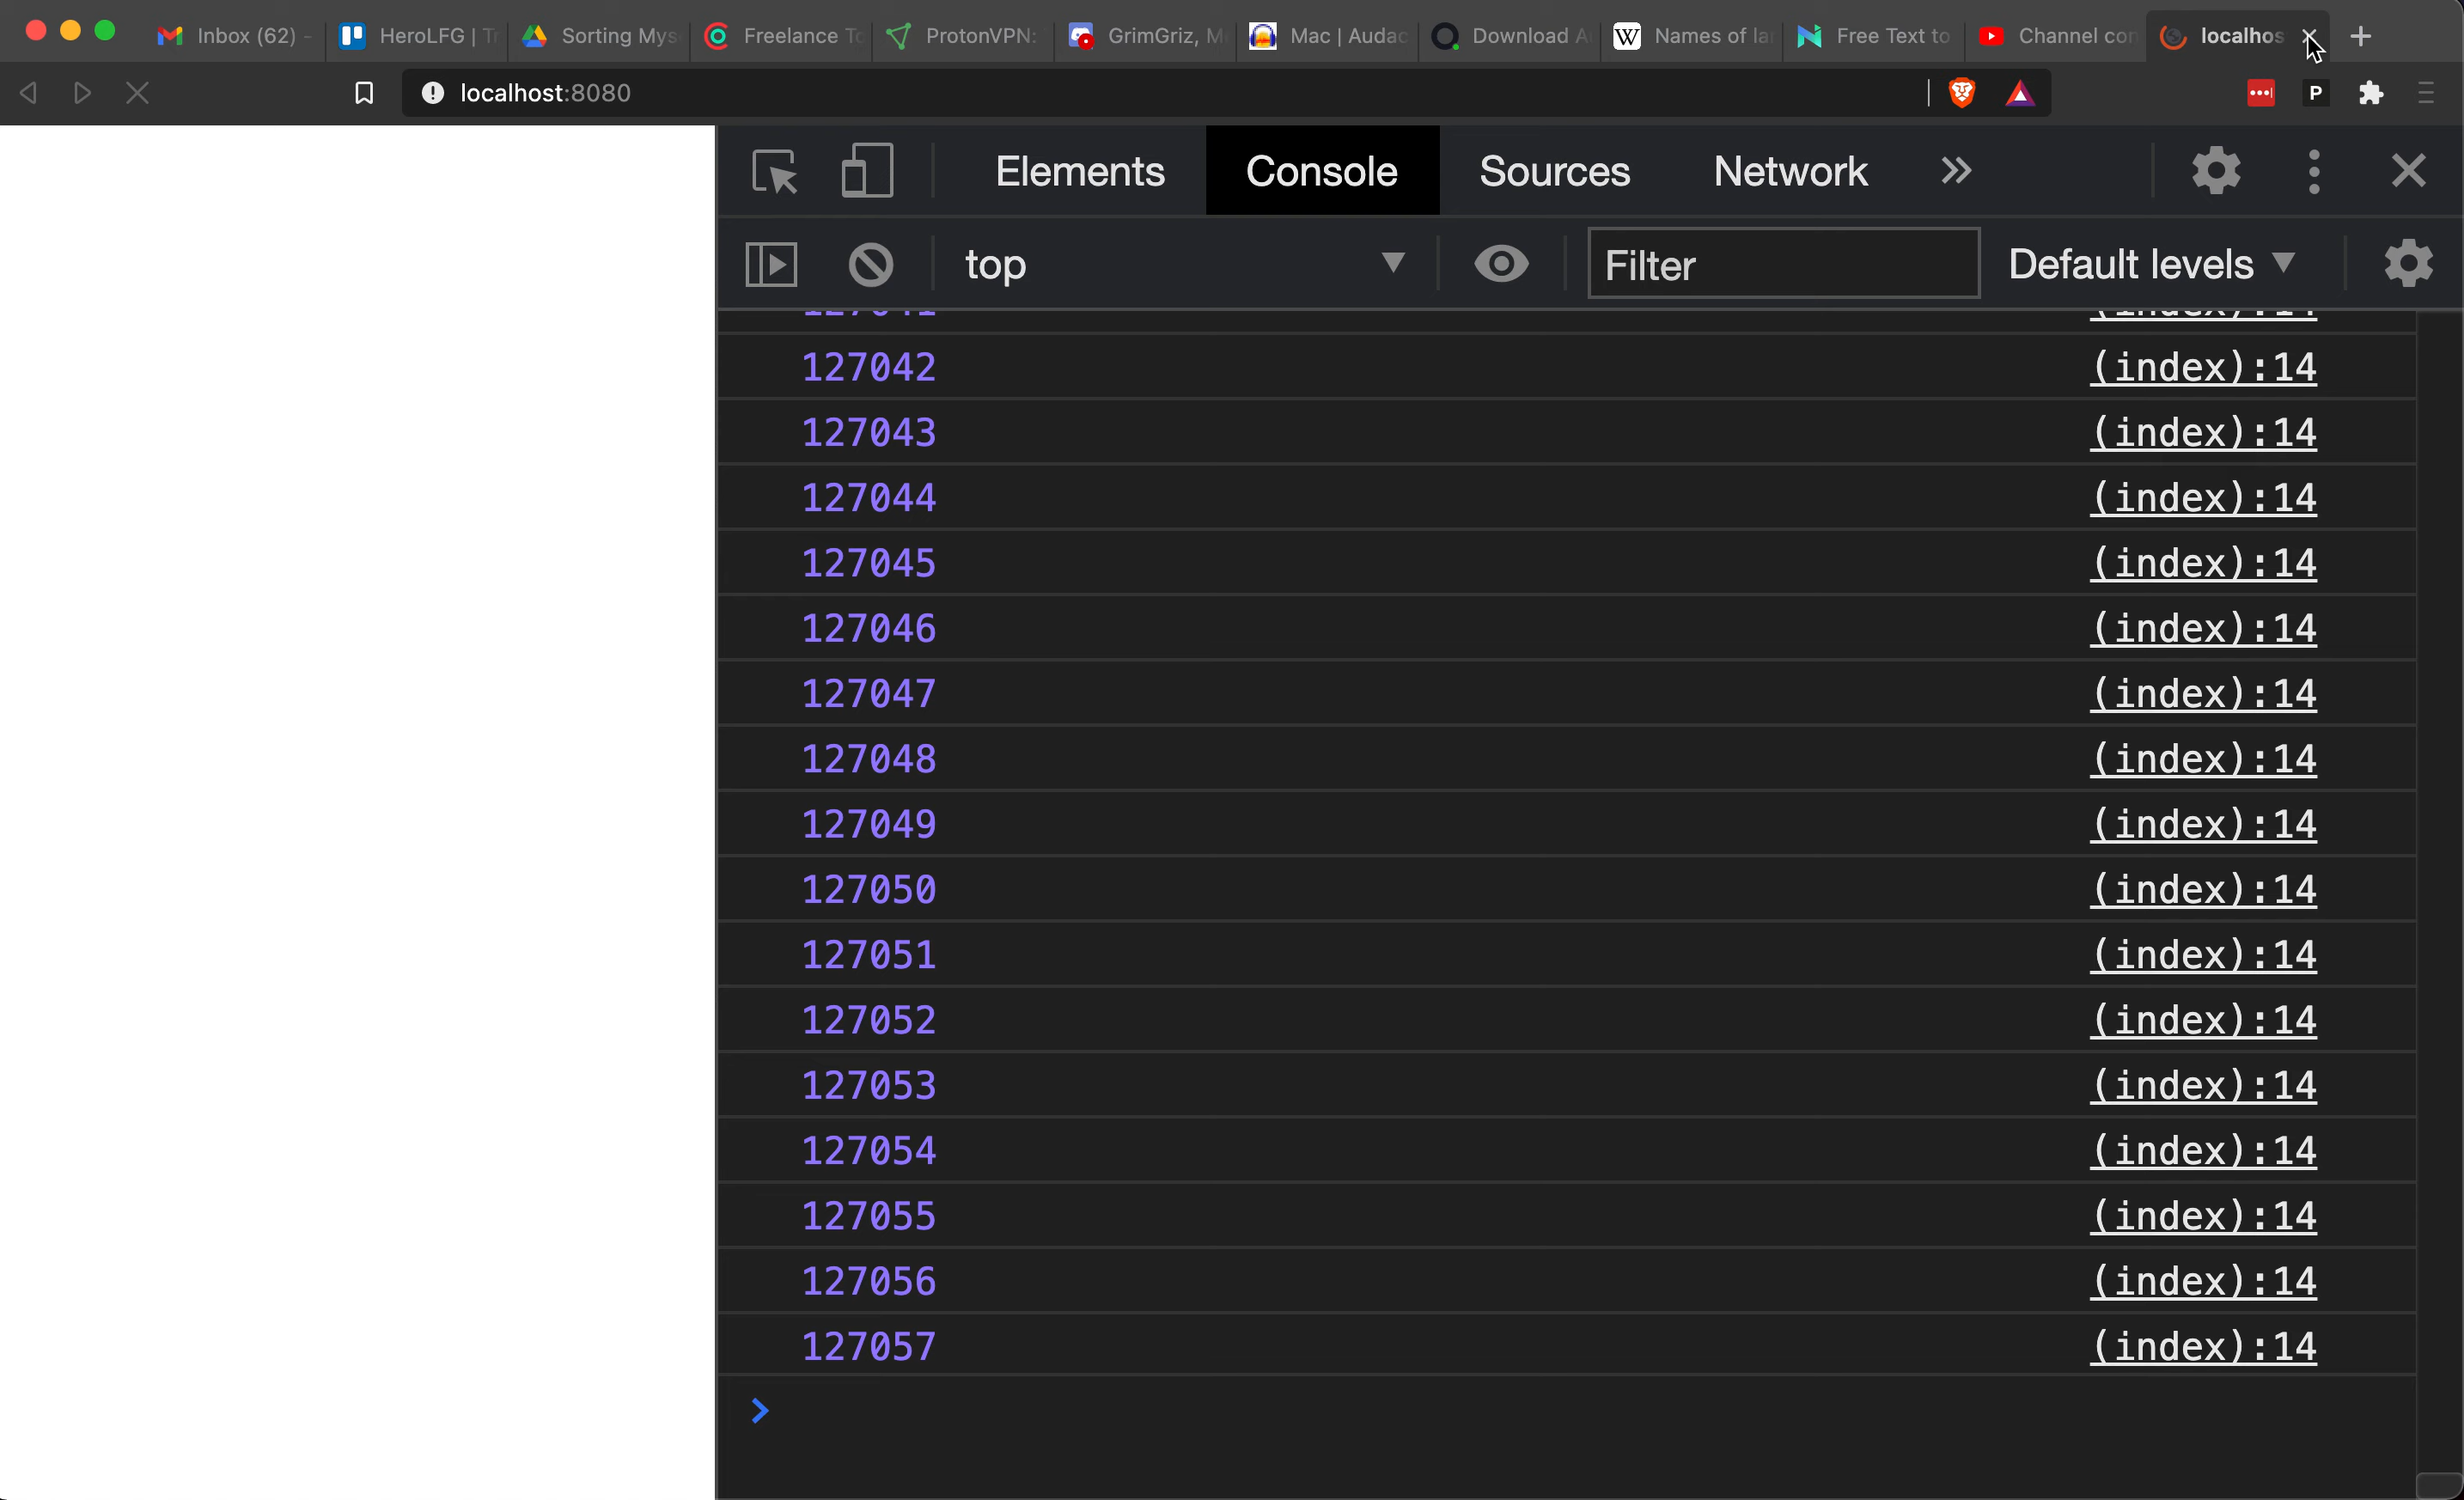 Inbox (62) -
HeroLFG | Tr
Sorting Mys
Freelance To
ProtonVPN:
GrimGriz, M
Mac | Audac
Download Au
Names of lar
Free Text to
Channel con
localhos
localhost:8080
P
Elements
Console
Sources
Network
top
Filter
Default levels
127042 (index):14
127043 (index):14
127044 (index):14
127045 (index):14
127046 (index):14
127047 (index):14
127048 (index):14
127049 (index):14
127050 (index):14
127051 (index):14
127052 (index):14
127053 (index):14
127054 (index):14
127055 (index):14
127056 (index):14
127057 (index):14